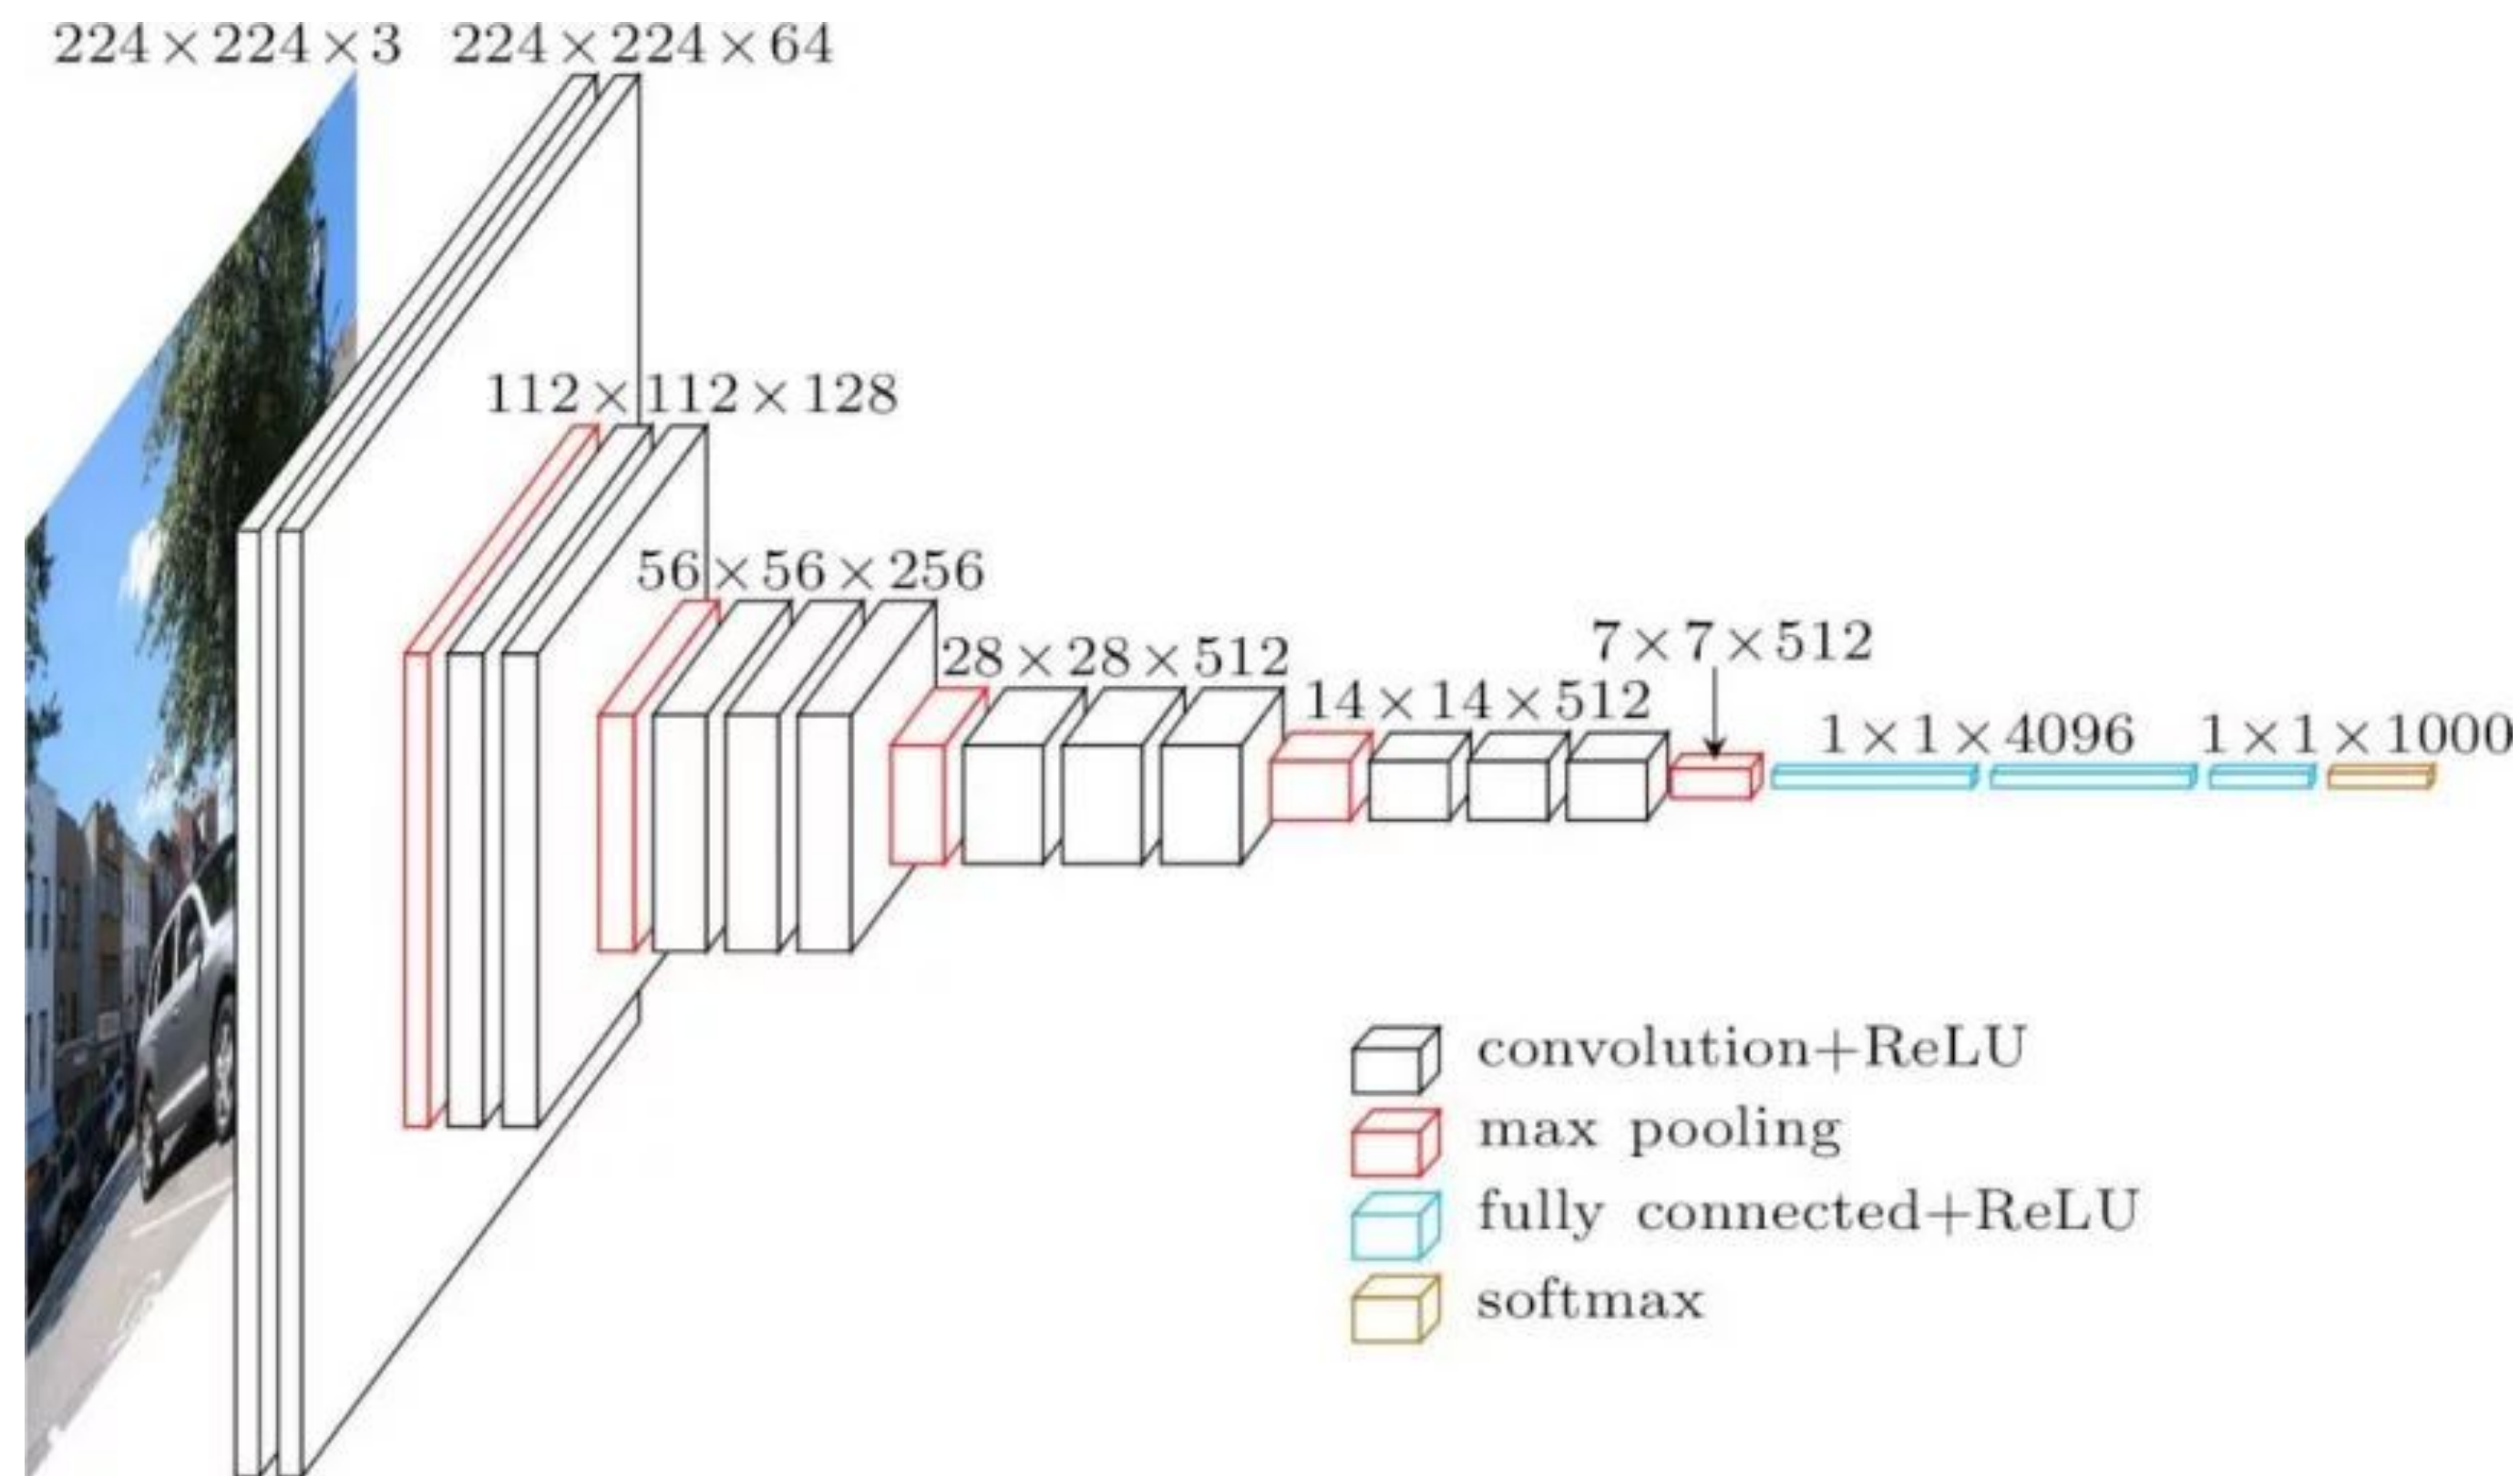 224×224×3
224×224×64
112×112×128
56×56×256
28×28×512
14×14×512
7×7×512
1×1×4096
1×1×1000
convolution+ReLU
max pooling
fully connected+ReLU
softmax